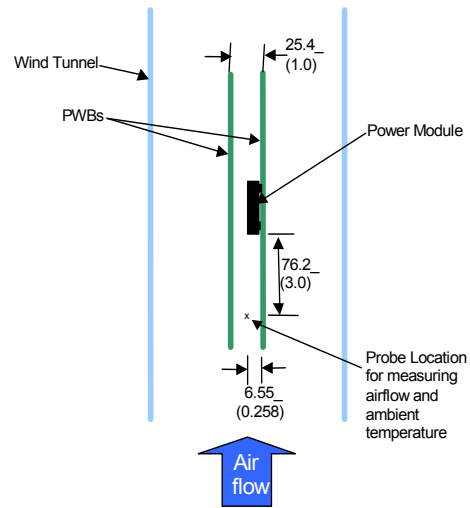 25.4_
(1.0)
Wind Tunnel
PWBs
Power Module
76.2_
(3.0)
x
Probe Location
for measuring
airflow and
ambient
temperature
6.55_
(0.258)
Air
flow